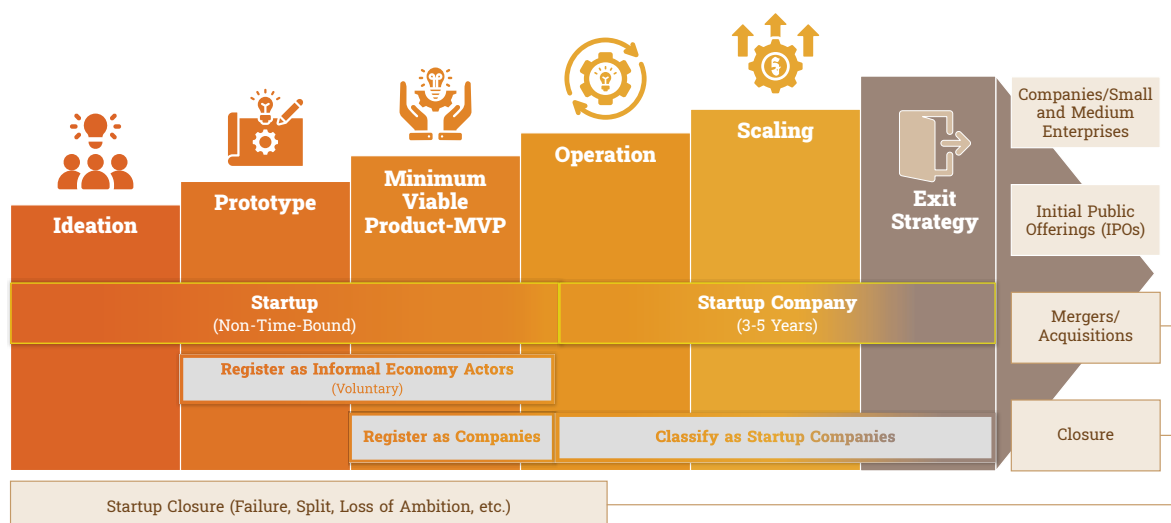 Ideation
Prototype
Minimum
Viable
Product-MVP
Operation
Scaling
Exit
Strategy
Companies/Small
and Medium
Enterprises
Initial Public
Offerings (IPOs)
Mergers/
Acquisitions
Closure
Startup
(Non-Time-Bound)
Startup Company
(3-5 Years)
Register as Informal Economy Actors
(Voluntary)
Register as Companies
Classify as Startup Companies
Startup Closure (Failure, Split, Loss of Ambition, etc.)